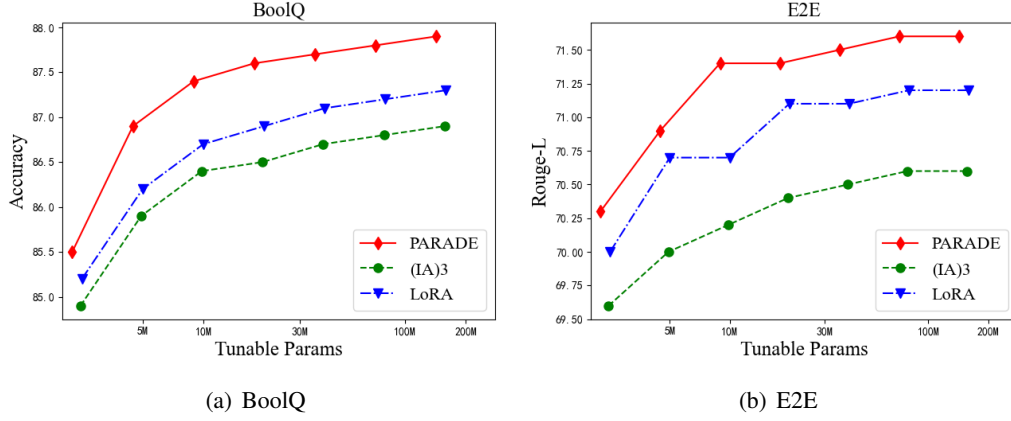 BoolQ
88.0
87.5
87.0
86.5
86.0
85.5
85.0
Accuracy
PARADE
(IA)3
LoRA
5M 10M 30M 100M 200M
Tunable Params
(a) BoolQ
E2E
71.50
71.25
71.00
70.75
70.50
70.25
70.00
69.75
69.50
Rouge-L
PARADE
(IA)3
LoRA
5M 10M 30M 100M 200M
Tunable Params
(b) E2E